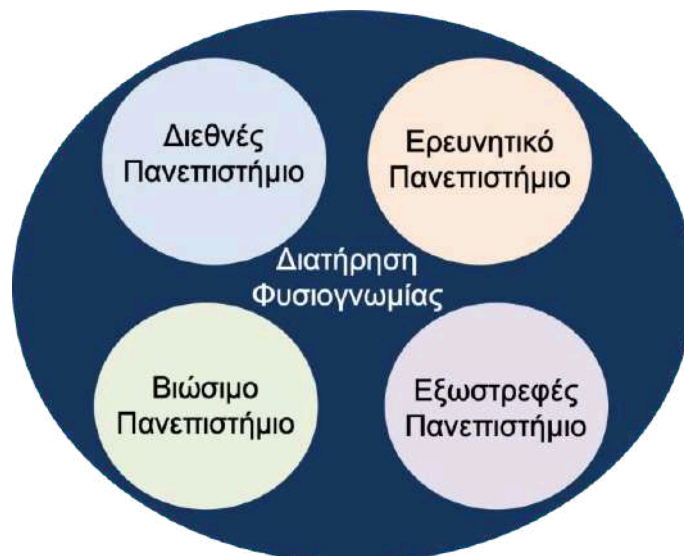 Διεθνές
Πανεπιστήμιο
Ερευνητικό
Πανεπιστήμιο
Διατήρηση
Φυσιογνωμίας
Βιώσιμο
Πανεπιστήμιο
Εξωστρεφές
Πανεπιστήμιο